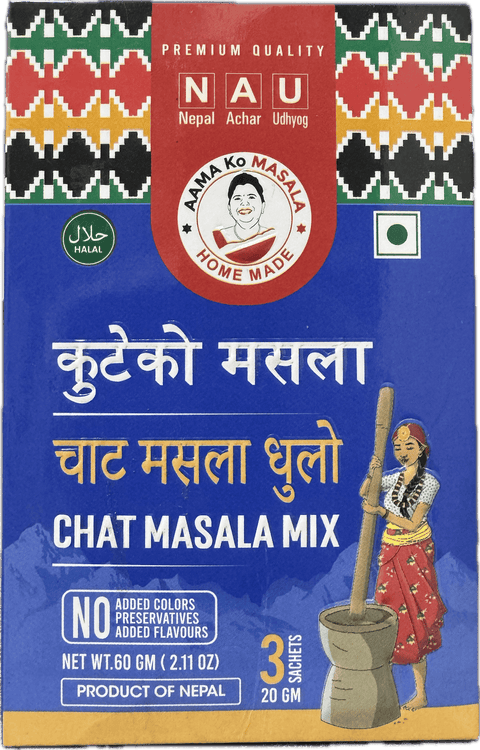 PREMIUM QUALITY
N A U
Nepal Achar Udhyog
AAMA Ko MASALA
HOME MADE
حلال
HALAL
कुटेको मसला
चाट मसला धुलो
CHAT MASALA MIX
NO ADDED COLORS
PRESERVATIVES
ADDED FLAVOURS
NET WT.60 GM ( 2.11 OZ)
PRODUCT OF NEPAL
3 SACHETS
20 GM